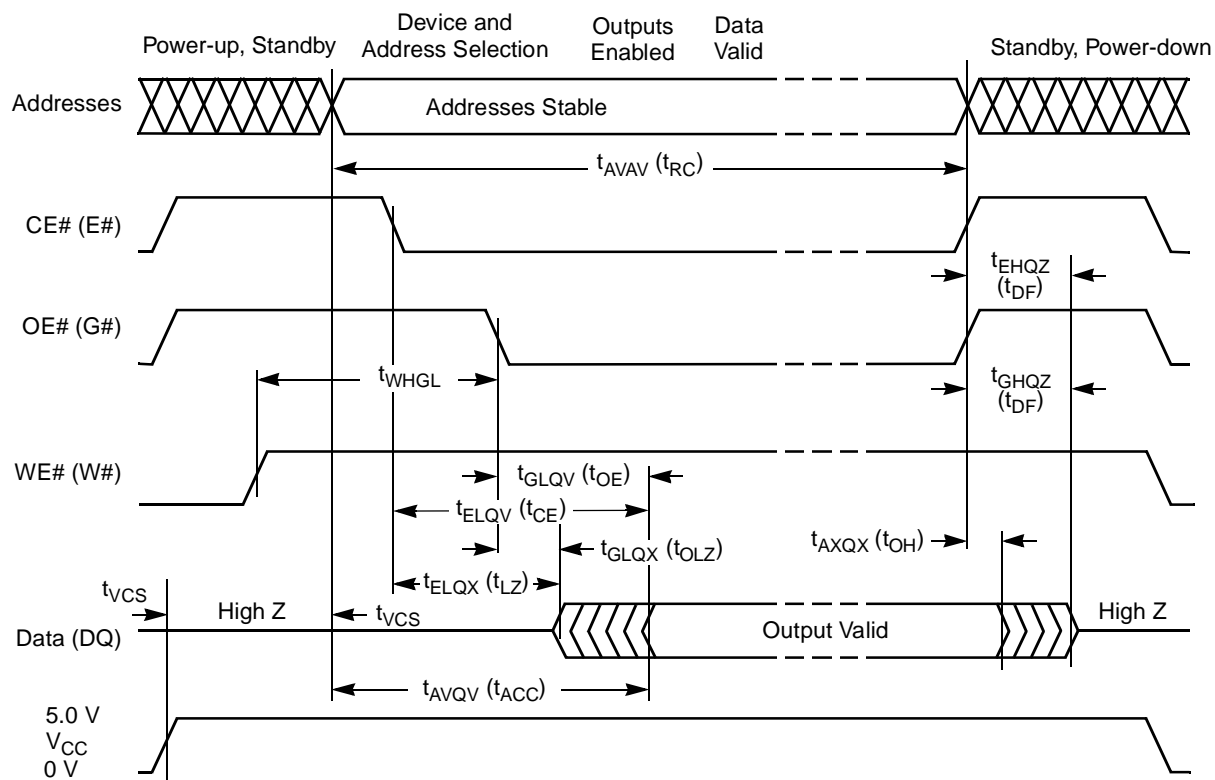 Power-up, Standby
Device and
Address Selection
Outputs
Enabled
Data
Valid
Standby, Power-down
Addresses
Addresses Stable
tAVAV (tRC)
CE# (E#)
tEHQZ
(tDF)
OE# (G#)
tWHGL
tGHQZ
(tDF)
WE# (W#)
tGLQV (tOE)
tELQV (tCE)
tGLQX (tOLZ)
tAXQX (tOH)
tELQX (tLZ)
tVCS
High Z
tVCS
Data (DQ)
Output Valid
High Z
tAVQV (tACC)
5.0 V
VCC
0 V